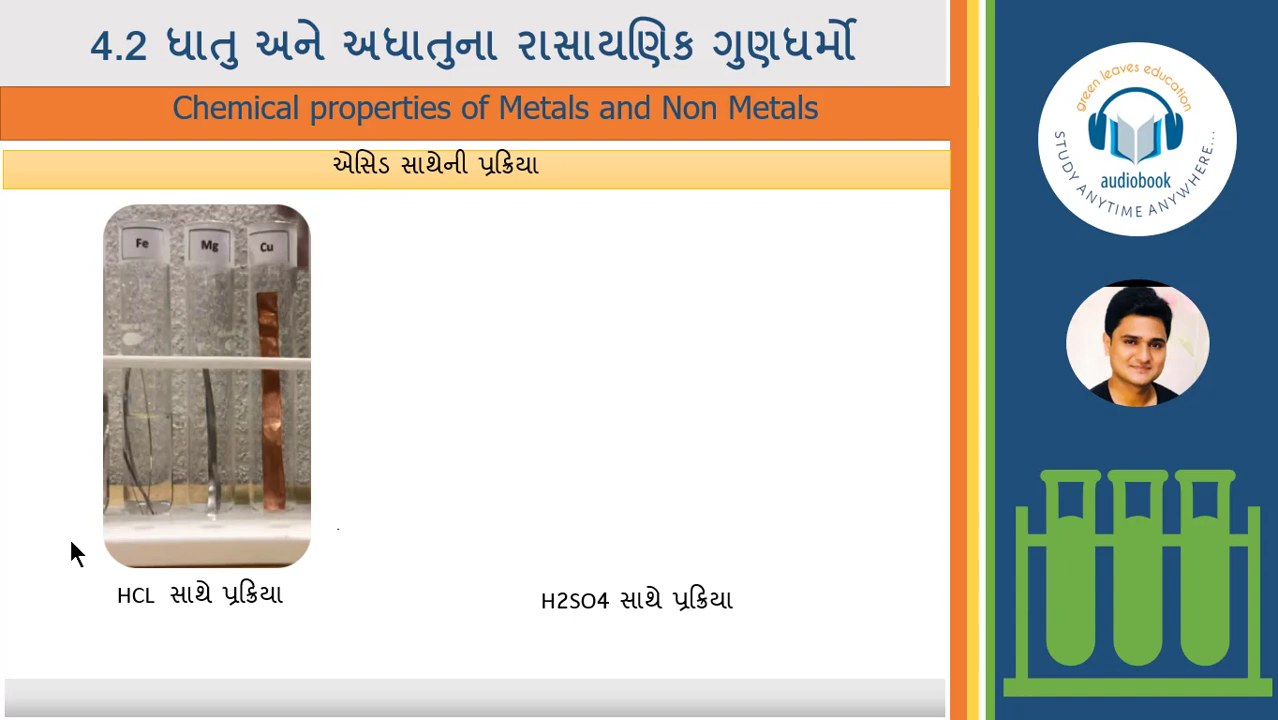 4.2 ધાતુ અને અધાતુના રાસાયણિક ગુણધર્મો
Chemical properties of Metals and Non Metals
એસિડ સાથેની પ્રક્રિયા
Fe
Mg
Cu
HCL સાથે પ્રક્રિયા
H2SO4 સાથે પ્રક્રિયા
green leaves education
audiobook
STUDY ANYTIME ANYWHERE...